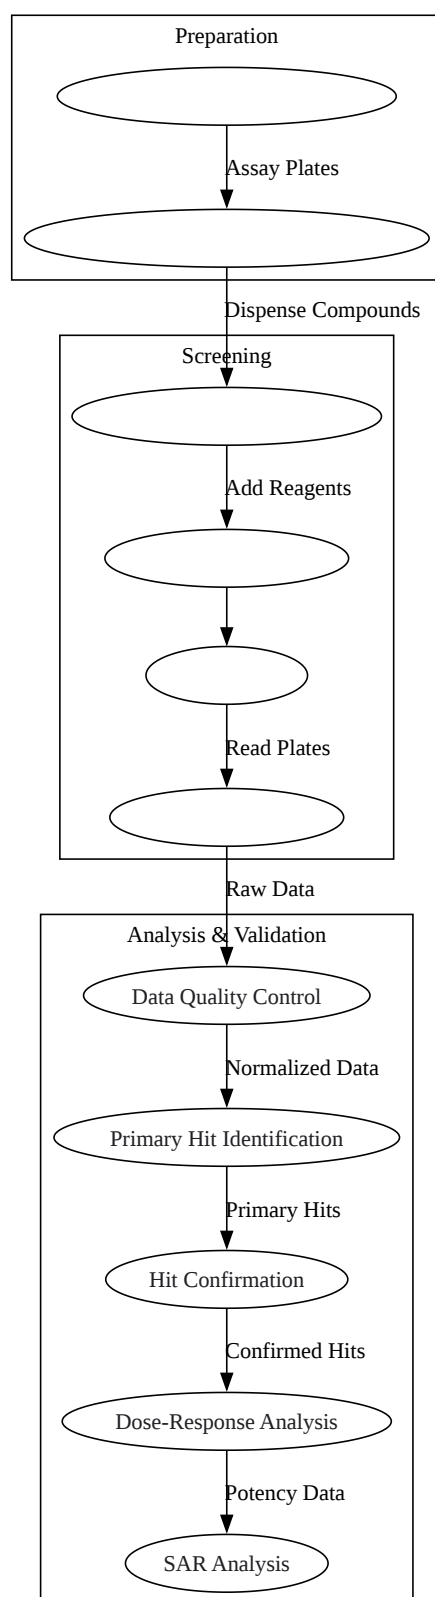 Preparation
Assay Plates
Dispense Compounds
Screening
Add Reagents
Read Plates
Raw Data
Analysis & Validation
Data Quality Control
Normalized Data
Primary Hit Identification
Primary Hits
Hit Confirmation
Confirmed Hits
Dose-Response Analysis
Potency Data
SAR Analysis